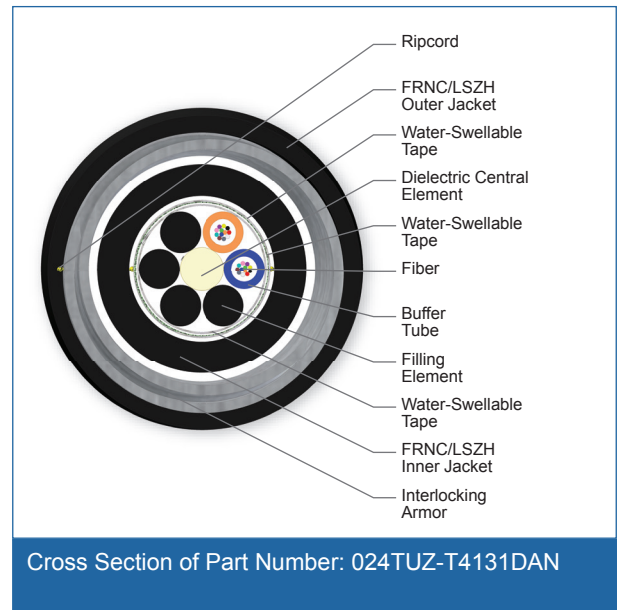 Ripcord
FRNC/LSZH
Outer Jacket
Water-Swellable
Tape
Dielectric Central
Element
Water-Swellable
Tape
Fiber
Buffer
Tube
Filling
Element
Water-Swellable
Tape
FRNC/LSZH
Inner Jacket
Interlocking
Armor
Cross Section of Part Number: 024TUZ-T4131DAN